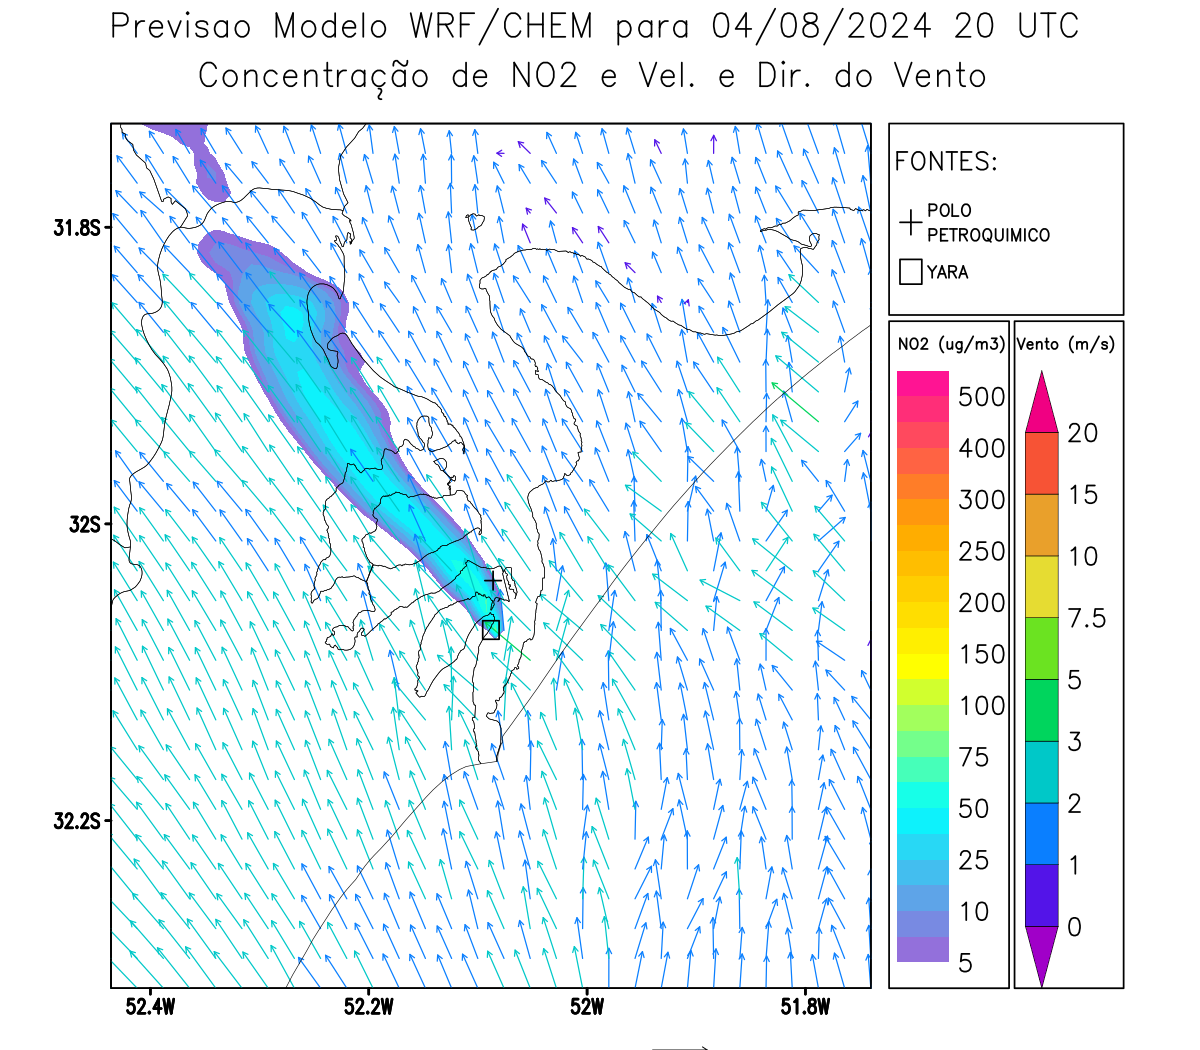 Previsao Modelo WRF/CHEM para 04/08/2024 20 UTC
Concentração de NO2 e Vel. e Dir. do Vento
FONTES:
POLO
PETROQUIMICO
YARA
NO2 (ug/m3)
500
400
300
250
200
150
100
75
50
25
10
5
Vento (m/s)
20
15
10
7.5
5
3
2
1
0
31.8S
32S
32.2S
52.4W
52.2W
52W
51.8W